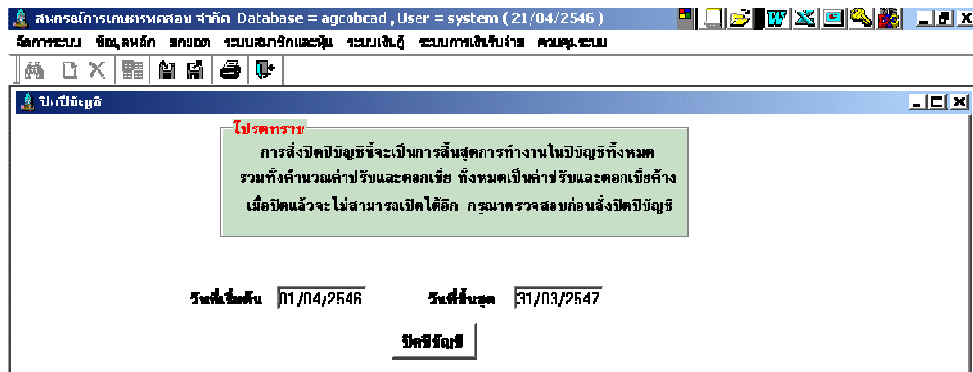 สหกรณ์การเกษตรทดสอบ จำกัด Database = agcobcad , User = system ( 21/04/2546 )
จัดการระบบ ข้อมูลหลัก ยกยอด ระบบสมาชิกและหุ้น ระบบเงินกู้ ระบบการเงินรับจ่าย ควบคุมระบบ
ปิดปีบัญชี
โปรดทราบ
การสั่งปิดปีบัญชีนี้จะเป็นการสิ้นสุดการทำงานในปีบัญชีทั้งหมด
รวมทั้งคำนวณค่าปรับและดอกเบี้ย ทั้งหมดเป็นค่าปรับและดอกเบี้ยค้าง
เมื่อปิดแล้วจะไม่สามารถเปิดได้อีก กรุณาตรวจสอบก่อนสั่งปิดปีบัญชี
วันที่เริ่มต้น 01/04/2546 วันที่สิ้นสุด 31/03/2547
ปิดปีบัญชี